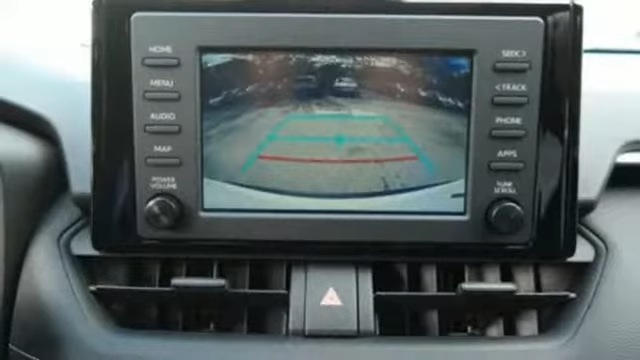 HOME
MENU
AUDIO
MAP
POWER
VOLUME
SEEK >
< TRACK
PHONE
APPS
TUNE
SCROLL